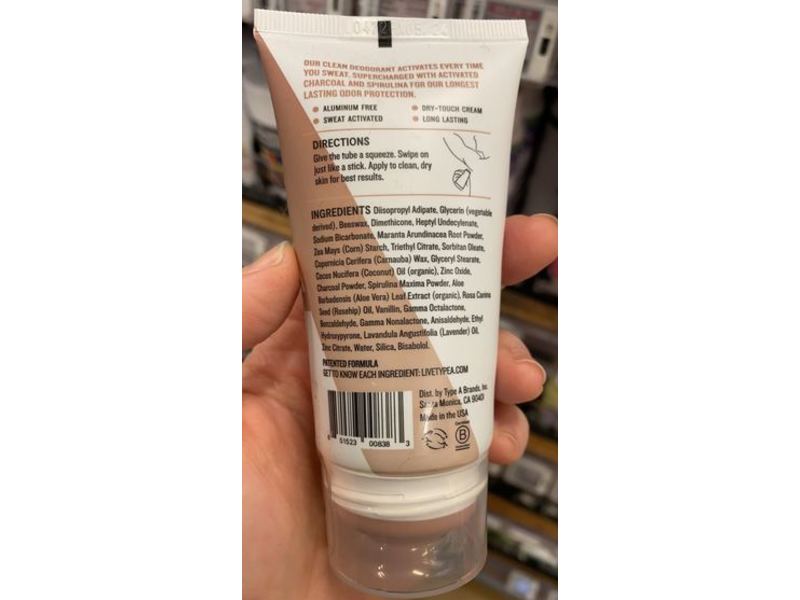 OUR CLEAN DEODORANT ACTIVATES EVERY TIME
YOU SWEAT. SUPERCHARGED WITH ACTIVATED
CHARCOAL AND SPIRULINA FOR OUR LONGEST
LASTING ODOR PROTECTION.
ALUMINUM FREE
DRY-TOUCH CREAM
SWEAT ACTIVATED
LONG LASTING
DIRECTIONS
Give the tube a squeeze. Swipe on
just like a stick. Apply to clean, dry
skin for best results.
INGREDIENTS Diisopropyl Adipate, Glycerin (vegetable
derived), Beeswax, Dimethicone, Heptyl Undecylenate,
Sodium Bicarbonate, Maranta Arundinacea Root Powder,
Zea Mays (Corn) Starch, Triethyl Citrate, Sorbitan Oleate,
Copernicia Cerifera (Carnauba) Wax, Glyceryl Stearate,
Cocos Nucifera (Coconut) Oil (organic), Zinc Oxide,
Charcoal Powder, Spirulina Maxima Powder, Aloe
Barbadensis (Aloe Vera) Leaf Extract (organic), Rosa Canina
Seed (Rosehip) Oil, Vanillin, Gamma Octalactone,
Benzaldehyde, Gamma Nonalactone, Anisaldehyde, Ethyl
Hydroxypyrone, Lavandula Angustifolia (Lavender) Oil,
Zinc Citrate, Water, Silica, Bisabolol.
PATENTED FORMULA
GET TO KNOW EACH INGREDIENT: LIVETYPEA.COM
Dist. by Type A Brands, Inc.
Santa Monica, CA 90401
Made in the USA
Certified
B
51523 00838 3